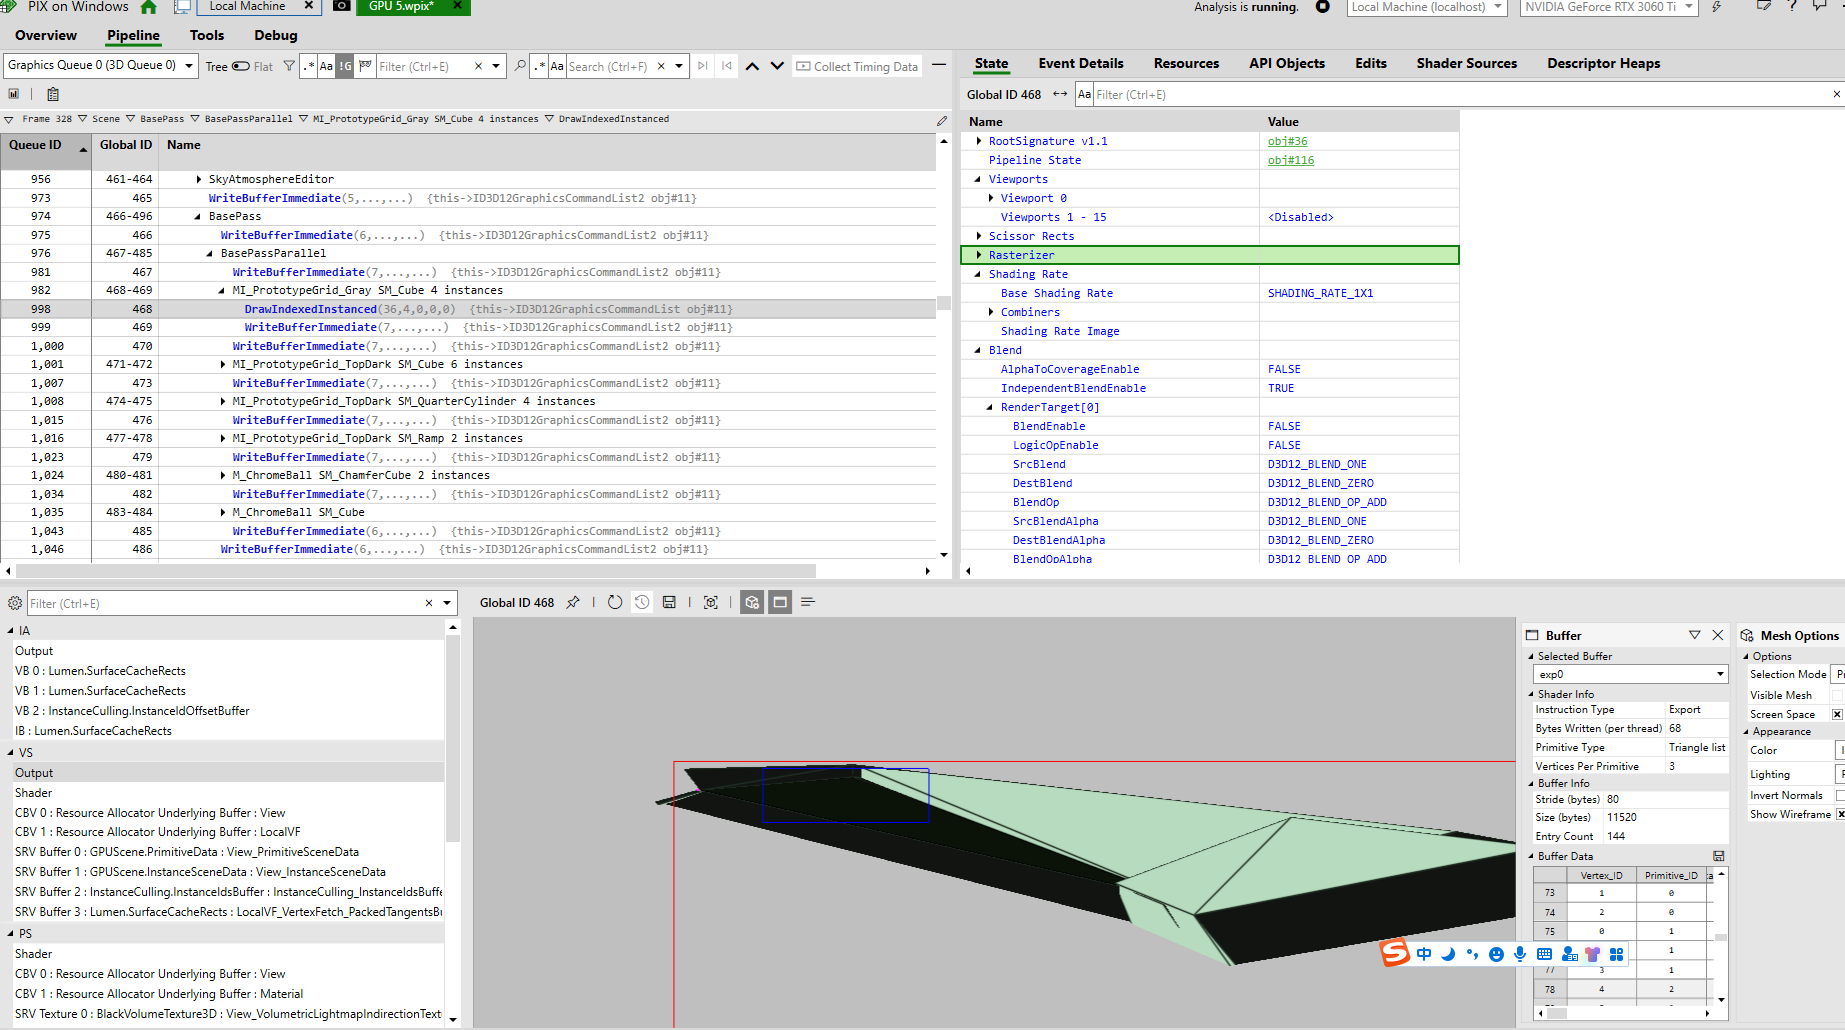 PIX on Windows Local Machine × GPU 5.wpix* × Analysis is running. Local Machine (localhost) NVIDIA GeForce RTX 3060 Ti
Overview Pipeline Tools Debug
Graphics Queue 0 (3D Queue 0) Tree Flat .* Aa !G Filter (Ctrl+E) .* Aa Search (Ctrl+F) Collect Timing Data
Frame 328 Scene BasePass BasePassParallel MI_PrototypeGrid_Gray SM_Cube 4 instances DrawIndexedInstanced
Queue ID Global ID Name
956 461-464 SkyAtmosphereEditor
973 465 WriteBufferImmediate(5,...,...) {this->ID3D12GraphicsCommandList2 obj#11}
974 466-496 BasePass
975 466 WriteBufferImmediate(6,...,...) {this->ID3D12GraphicsCommandList2 obj#11}
976 467-485 BasePassParallel
981 467 WriteBufferImmediate(7,...,...) {this->ID3D12GraphicsCommandList2 obj#11}
982 468-469 MI_PrototypeGrid_Gray SM_Cube 4 instances
998 468 DrawIndexedInstanced(36,4,0,0,0) {this->ID3D12GraphicsCommandList obj#11}
999 469 WriteBufferImmediate(7,...,...) {this->ID3D12GraphicsCommandList2 obj#11}
1,000 470 WriteBufferImmediate(7,...,...) {this->ID3D12GraphicsCommandList2 obj#11}
1,001 471-472 MI_PrototypeGrid_TopDark SM_Cube 6 instances
1,007 473 WriteBufferImmediate(7,...,...) {this->ID3D12GraphicsCommandList2 obj#11}
1,008 474-475 MI_PrototypeGrid_TopDark SM_QuarterCylinder 4 instances
1,015 476 WriteBufferImmediate(7,...,...) {this->ID3D12GraphicsCommandList2 obj#11}
1,016 477-478 MI_PrototypeGrid_TopDark SM_Ramp 2 instances
1,023 479 WriteBufferImmediate(7,...,...) {this->ID3D12GraphicsCommandList2 obj#11}
1,024 480-481 M_ChromeBall SM_ChamferCube 2 instances
1,034 482 WriteBufferImmediate(7,...,...) {this->ID3D12GraphicsCommandList2 obj#11}
1,035 483-484 M_ChromeBall SM_Cube
1,043 485 WriteBufferImmediate(6,...,...) {this->ID3D12GraphicsCommandList2 obj#11}
1,046 486 WriteBufferImmediate(6,...,...) {this->ID3D12GraphicsCommandList2 obj#11}
State Event Details Resources API Objects Edits Shader Sources Descriptor Heaps
Global ID 468 Aa Filter (Ctrl+E)
Name Value
RootSignature v1.1 obj#36
Pipeline State obj#116
Viewports
Viewport 0
Viewports 1 - 15 <Disabled>
Scissor Rects
Rasterizer
Shading Rate
Base Shading Rate SHADING_RATE_1X1
Combiners
Shading Rate Image
Blend
AlphaToCoverageEnable FALSE
IndependentBlendEnable TRUE
RenderTarget[0]
BlendEnable FALSE
LogicOpEnable FALSE
SrcBlend D3D12_BLEND_ONE
DestBlend D3D12_BLEND_ZERO
BlendOp D3D12_BLEND_OP_ADD
SrcBlendAlpha D3D12_BLEND_ONE
DestBlendAlpha D3D12_BLEND_ZERO
BlendOpAlpha D3D12_BLEND_OP_ADD
Filter (Ctrl+E)
IA
Output
VB 0 : Lumen.SurfaceCacheRects
VB 1 : Lumen.SurfaceCacheRects
VB 2 : InstanceCulling.InstanceIdOffsetBuffer
IB : Lumen.SurfaceCacheRects
VS
Output
Shader
CBV 0 : Resource Allocator Underlying Buffer : View
CBV 1 : Resource Allocator Underlying Buffer : LocalVF
SRV Buffer 0 : GPUScene.PrimitiveData : View_PrimitiveSceneData
SRV Buffer 1 : GPUScene.InstanceSceneData : View_InstanceSceneData
SRV Buffer 2 : InstanceCulling.InstanceIdsBuffer : InstanceCulling_InstanceIdsBuffe
SRV Buffer 3 : Lumen.SurfaceCacheRects : LocalVF_VertexFetch_PackedTangentsBu
PS
Shader
CBV 0 : Resource Allocator Underlying Buffer : View
CBV 1 : Resource Allocator Underlying Buffer : Material
SRV Texture 0 : BlackVolumeTexture3D : View_VolumetricLightmapIndirectionText
Global ID 468
Buffer
Selected Buffer
exp0
Shader Info
Instruction Type Export
Bytes Written (per thread) 68
Primitive Type Triangle list
Vertices Per Primitive 3
Buffer Info
Stride (bytes) 80
Size (bytes) 11520
Entry Count 144
Buffer Data
Vertex_ID Primitive_ID
73 1 0
74 2 0
75 0 1
1
77 3 1
78 4 2
Mesh Options
Options
Selection Mode
Visible Mesh
Screen Space
Appearance
Color
Lighting
Invert Normals
Show Wireframe
S 中